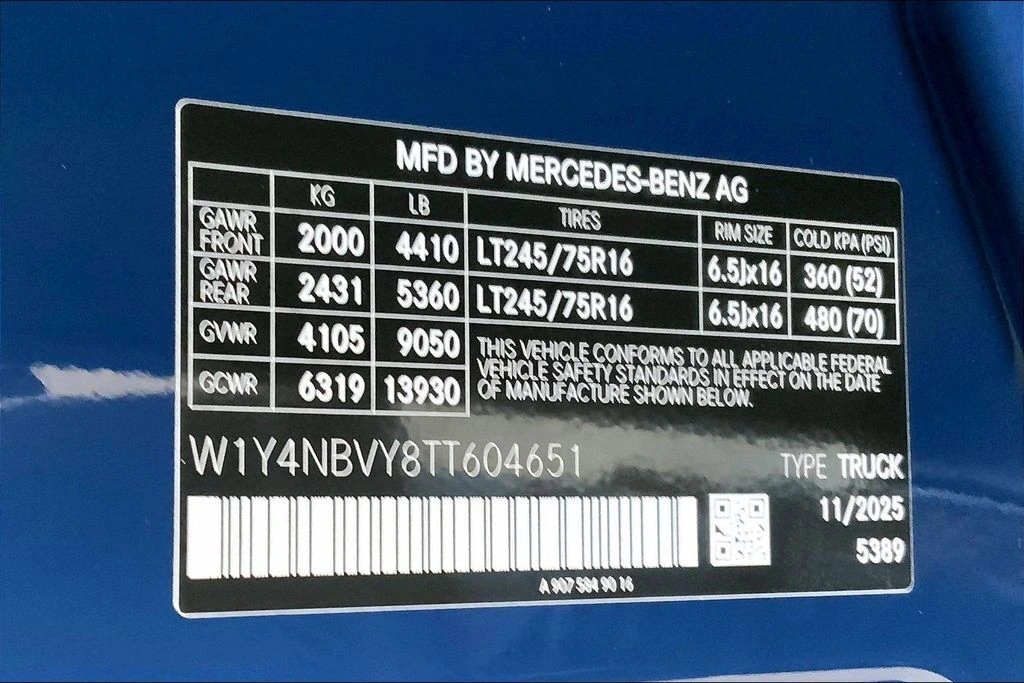 MFD BY MERCEDES-BENZ AG
KG LB TIRES RIM SIZE COLD KPA (PSI)
GAWR FRONT 2000 4410 LT245/75R16 6.5Jx16 360 (52)
GAWR REAR 2431 5360 LT245/75R16 6.5Jx16 480 (70)
GVWR 4105 9050
GCWR 6319 13930
THIS VEHICLE CONFORMS TO ALL APPLICABLE FEDERAL
VEHICLE SAFETY STANDARDS IN EFFECT ON THE DATE
OF MANUFACTURE SHOWN BELOW.
W1Y4NBVY8TT604651 TYPE TRUCK
11/2025
5389
A 907 584 90 16